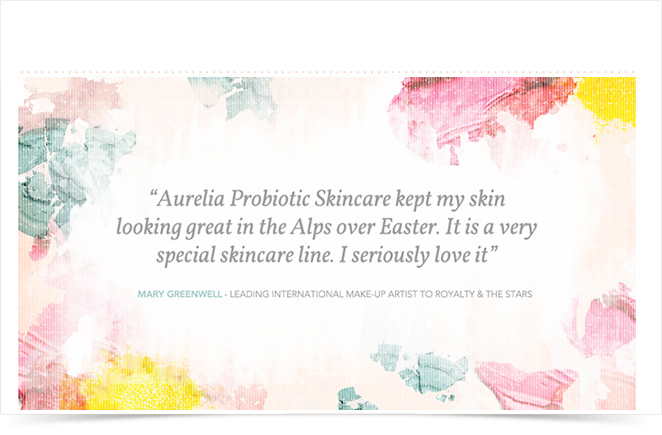 “Aurelia Probiotic Skincare kept my skin
looking great in the Alps over Easter. It is a very
special skincare line. I seriously love it”
MARY GREENWELL - LEADING INTERNATIONAL MAKE-UP ARTIST TO ROYALTY & THE STARS